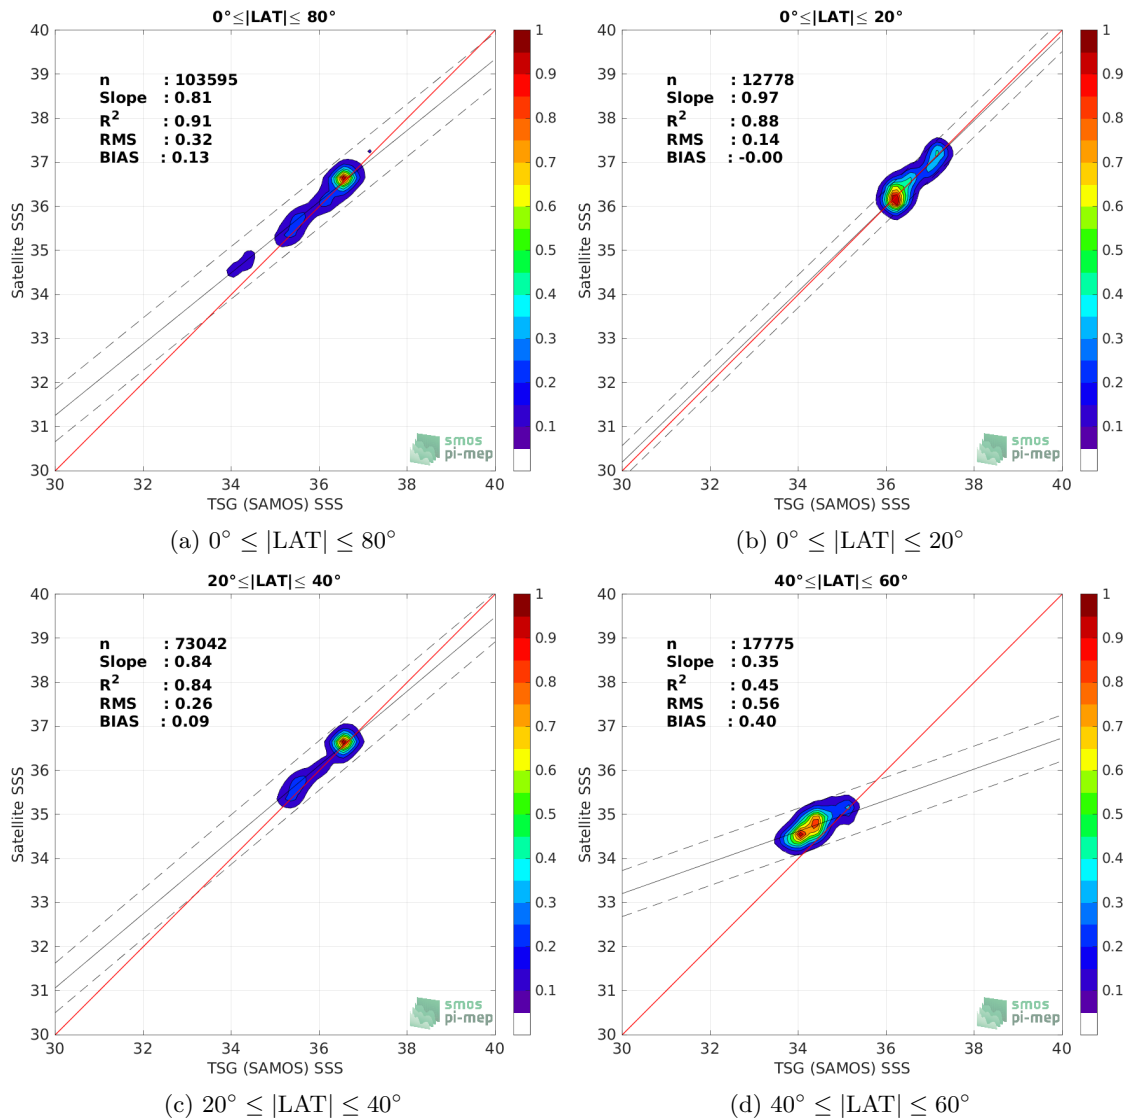 0°≤|LAT|≤ 80°
40
39
38
37
36
35
34
33
32
31
30
Satellite SSS
n : 103595
Slope : 0.81
R² : 0.91
RMS : 0.32
BIAS : 0.13
smos
pi-mep
30 32 34 36 38 40
TSG (SAMOS) SSS
1
0.9
0.8
0.7
0.6
0.5
0.4
0.3
0.2
0.1
(a) 0° ≤ |LAT| ≤ 80°
0°≤|LAT|≤ 20°
40
39
38
37
36
35
34
33
32
31
30
Satellite SSS
n : 12778
Slope : 0.97
R² : 0.88
RMS : 0.14
BIAS : -0.00
smos
pi-mep
30 32 34 36 38 40
TSG (SAMOS) SSS
1
0.9
0.8
0.7
0.6
0.5
0.4
0.3
0.2
0.1
(b) 0° ≤ |LAT| ≤ 20°
20°≤|LAT|≤ 40°
40
39
38
37
36
35
34
33
32
31
30
Satellite SSS
n : 73042
Slope : 0.84
R² : 0.84
RMS : 0.26
BIAS : 0.09
smos
pi-mep
30 32 34 36 38 40
TSG (SAMOS) SSS
1
0.9
0.8
0.7
0.6
0.5
0.4
0.3
0.2
0.1
(c) 20° ≤ |LAT| ≤ 40°
40°≤|LAT|≤ 60°
40
39
38
37
36
35
34
33
32
31
30
Satellite SSS
n : 17775
Slope : 0.35
R² : 0.45
RMS : 0.56
BIAS : 0.40
smos
pi-mep
30 32 34 36 38 40
TSG (SAMOS) SSS
1
0.9
0.8
0.7
0.6
0.5
0.4
0.3
0.2
0.1
(d) 40° ≤ |LAT| ≤ 60°